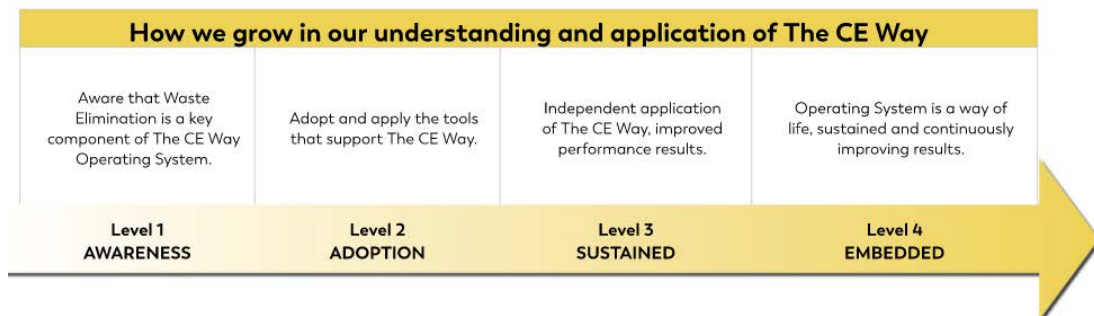 How we grow in our understanding and application of The CE Way
Aware that Waste
Elimination is a key
component of The CE Way
Operating System.
Adopt and apply the tools
that support The CE Way.
Independent application
of The CE Way, improved
performance results.
Operating System is a way of
life, sustained and continuously
improving results.
Level 1
AWARENESS
Level 2
ADOPTION
Level 3
SUSTAINED
Level 4
EMBEDDED